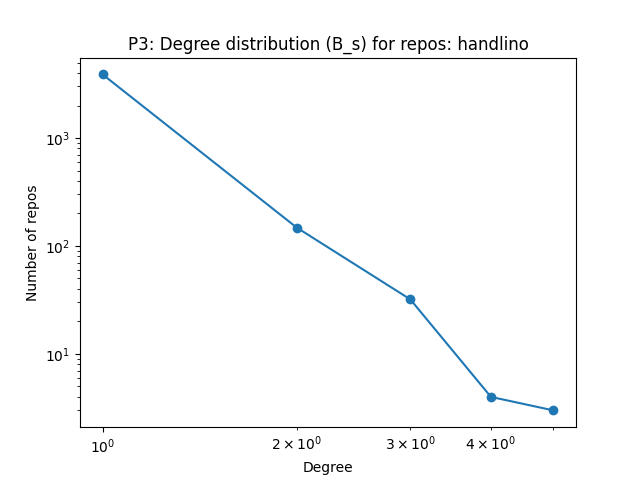 P3: Degree distribution (B_s) for repos: handlino
Number of repos
10³
10²
10¹
10⁰
2 × 10⁰
3 × 10⁰
4 × 10⁰
Degree